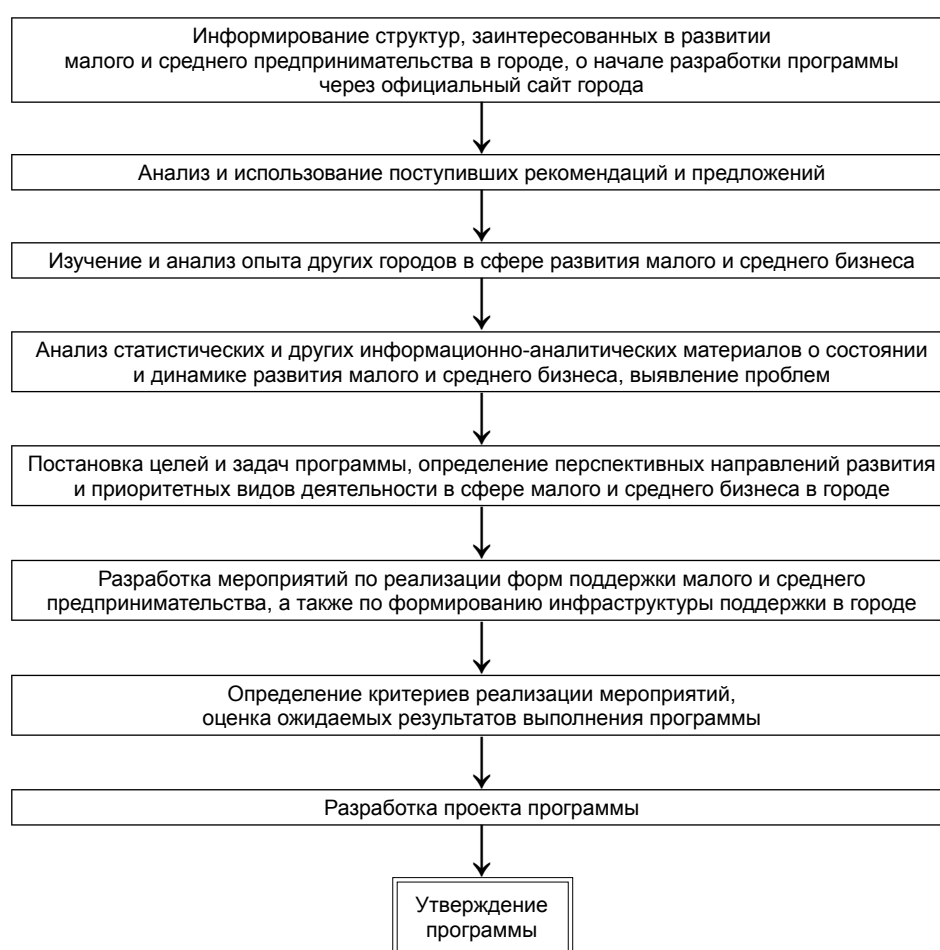 Информирование структур, заинтересованных в развитии
малого и среднего предпринимательства в городе, о начале разработки программы
через официальный сайт города
Анализ и использование поступивших рекомендаций и предложений
Изучение и анализ опыта других городов в сфере развития малого и среднего бизнеса
Анализ статистических и других информационно-аналитических материалов о состоянии
и динамике развития малого и среднего бизнеса, выявление проблем
Постановка целей и задач программы, определение перспективных направлений развития
и приоритетных видов деятельности в сфере малого и среднего бизнеса в городе
Разработка мероприятий по реализации форм поддержки малого и среднего
предпринимательства, а также по формированию инфраструктуры поддержки в городе
Определение критериев реализации мероприятий,
оценка ожидаемых результатов выполнения программы
Разработка проекта программы
Утверждение
программы